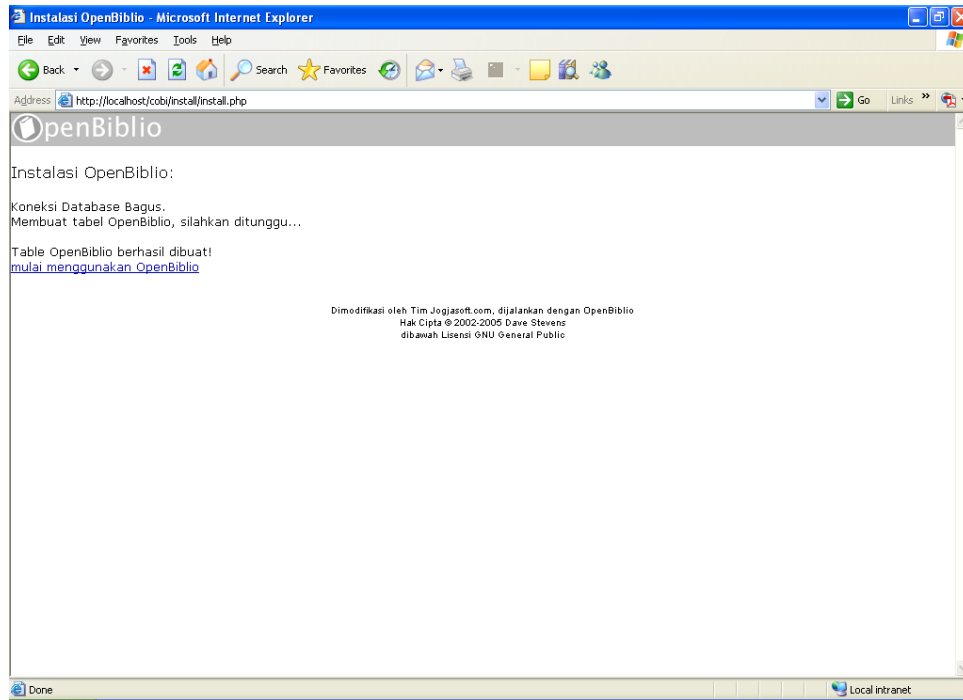 Instalasi OpenBiblio - Microsoft Internet Explorer
File Edit View Favorites Tools Help
Back Search Favorites
Address http://localhost/cobi/install/install.php Go Links »
OpenBiblio
Instalasi OpenBiblio:
Koneksi Database Bagus.
Membuat tabel OpenBiblio, silahkan ditunggu...
Table OpenBiblio berhasil dibuat!
mulai menggunakan OpenBiblio
Dimodifikasi oleh Tim Jogjasoft.com, dijalankan dengan OpenBiblio
Hak Cipta © 2002-2005 Dave Stevens
dibawah Lisensi GNU General Public
Done Local intranet